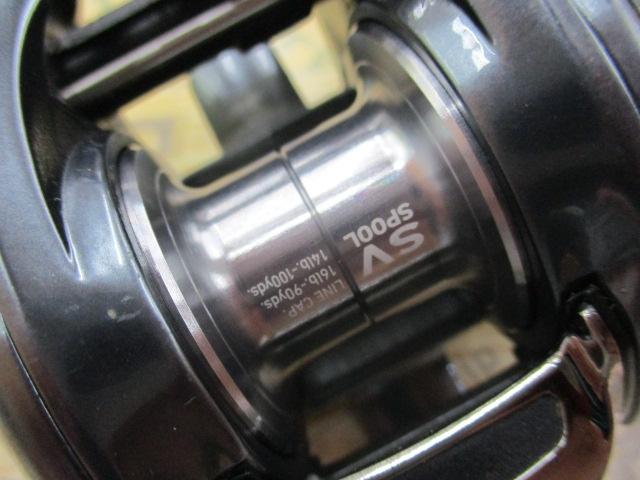 SV
SPOOL
LINE CAP.
16lb.-90yds.
14lb.-100yds.